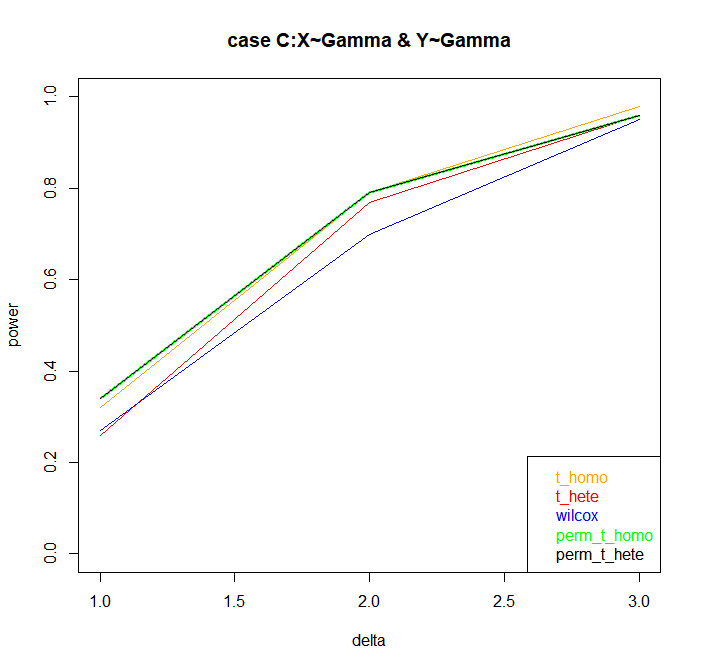 case C:X~Gamma & Y~Gamma
power
1.0
0.8
0.6
0.4
0.2
0.0
t_homo
t_hete
wilcox
perm_t_homo
perm_t_hete
1.0 1.5 2.0 2.5 3.0
delta